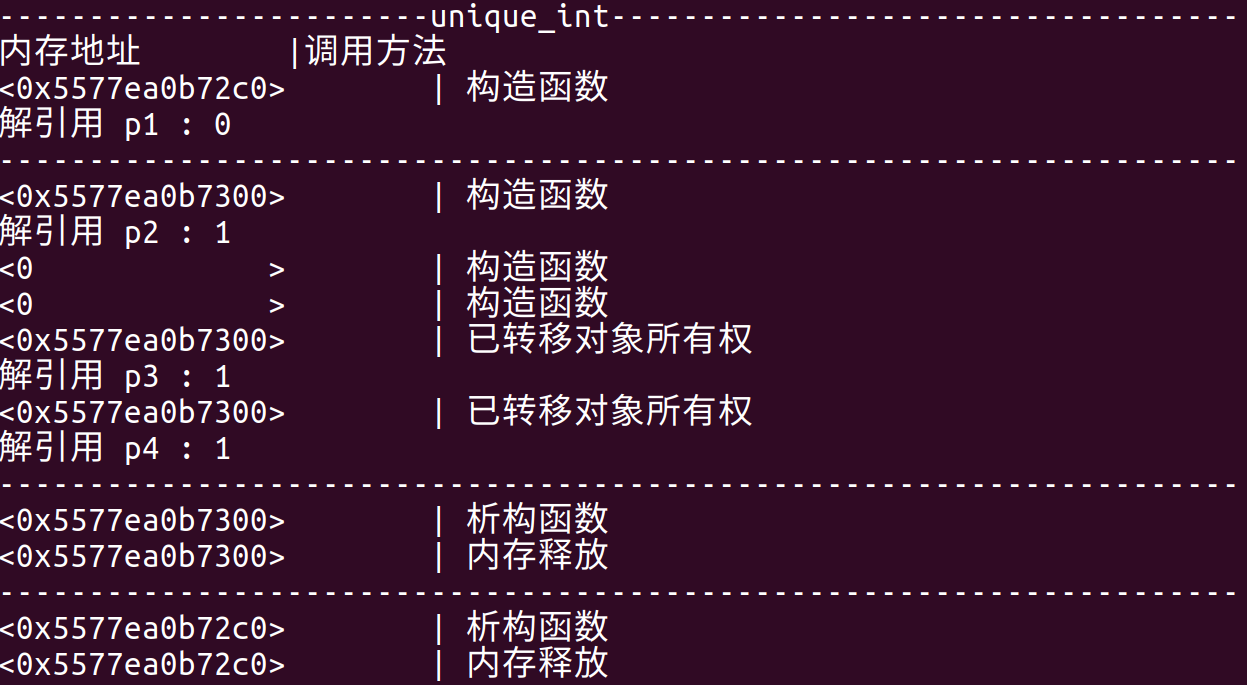 ------------------------unique_int-----------------------------------
内存地址        |调用方法
<0x5577ea0b72c0>        | 构造函数
解引用 p1 : 0
---------------------------------------------------------------------
<0x5577ea0b7300>        | 构造函数
解引用 p2 : 1
<0             >        | 构造函数
<0             >        | 构造函数
<0x5577ea0b7300>        | 已转移对象所有权
解引用 p3 : 1
<0x5577ea0b7300>        | 已转移对象所有权
解引用 p4 : 1
---------------------------------------------------------------------
<0x5577ea0b7300>        | 析构函数
<0x5577ea0b7300>        | 内存释放
---------------------------------------------------------------------
<0x5577ea0b72c0>        | 析构函数
<0x5577ea0b72c0>        | 内存释放